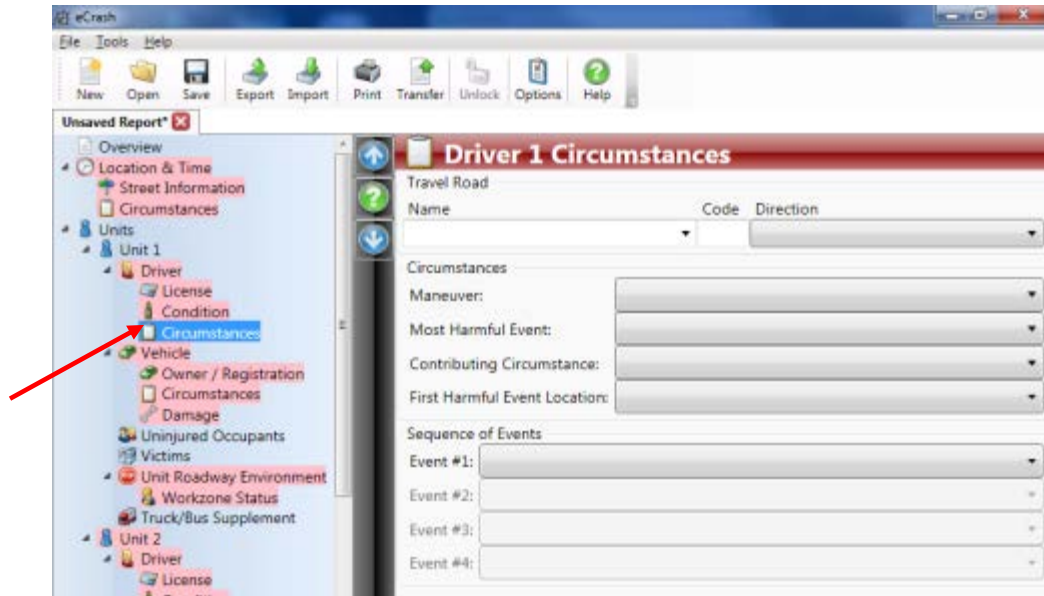 eCrash
File Tools Help
New Open Save Export Import Print Transfer Unlock Options Help
Unsaved Report*
Overview
Location & Time
Street Information
Circumstances
Units
Unit 1
Driver
License
Condition
Circumstances
Vehicle
Owner / Registration
Circumstances
Damage
Uninjured Occupants
Victims
Unit Roadway Environment
Workzone Status
Truck/Bus Supplement
Unit 2
Driver
License
Driver 1 Circumstances
Travel Road
Name Code Direction
Circumstances
Maneuver:
Most Harmful Event:
Contributing Circumstance:
First Harmful Event Location:
Sequence of Events
Event #1:
Event #2:
Event #3:
Event #4: